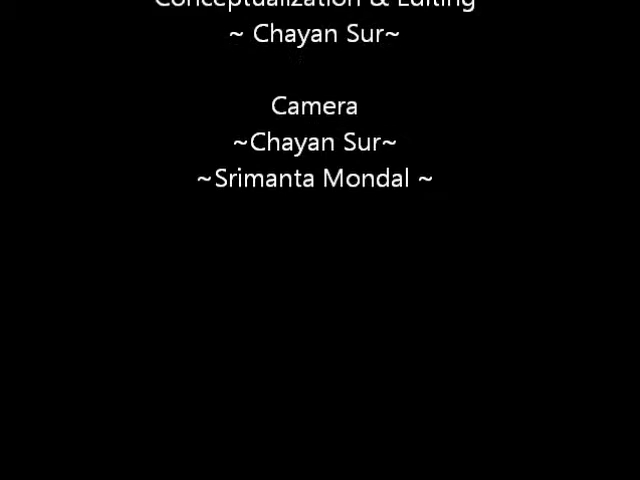 Conceptualization & Editing
~ Chayan Sur~
Camera
~Chayan Sur~
~Srimanta Mondal ~